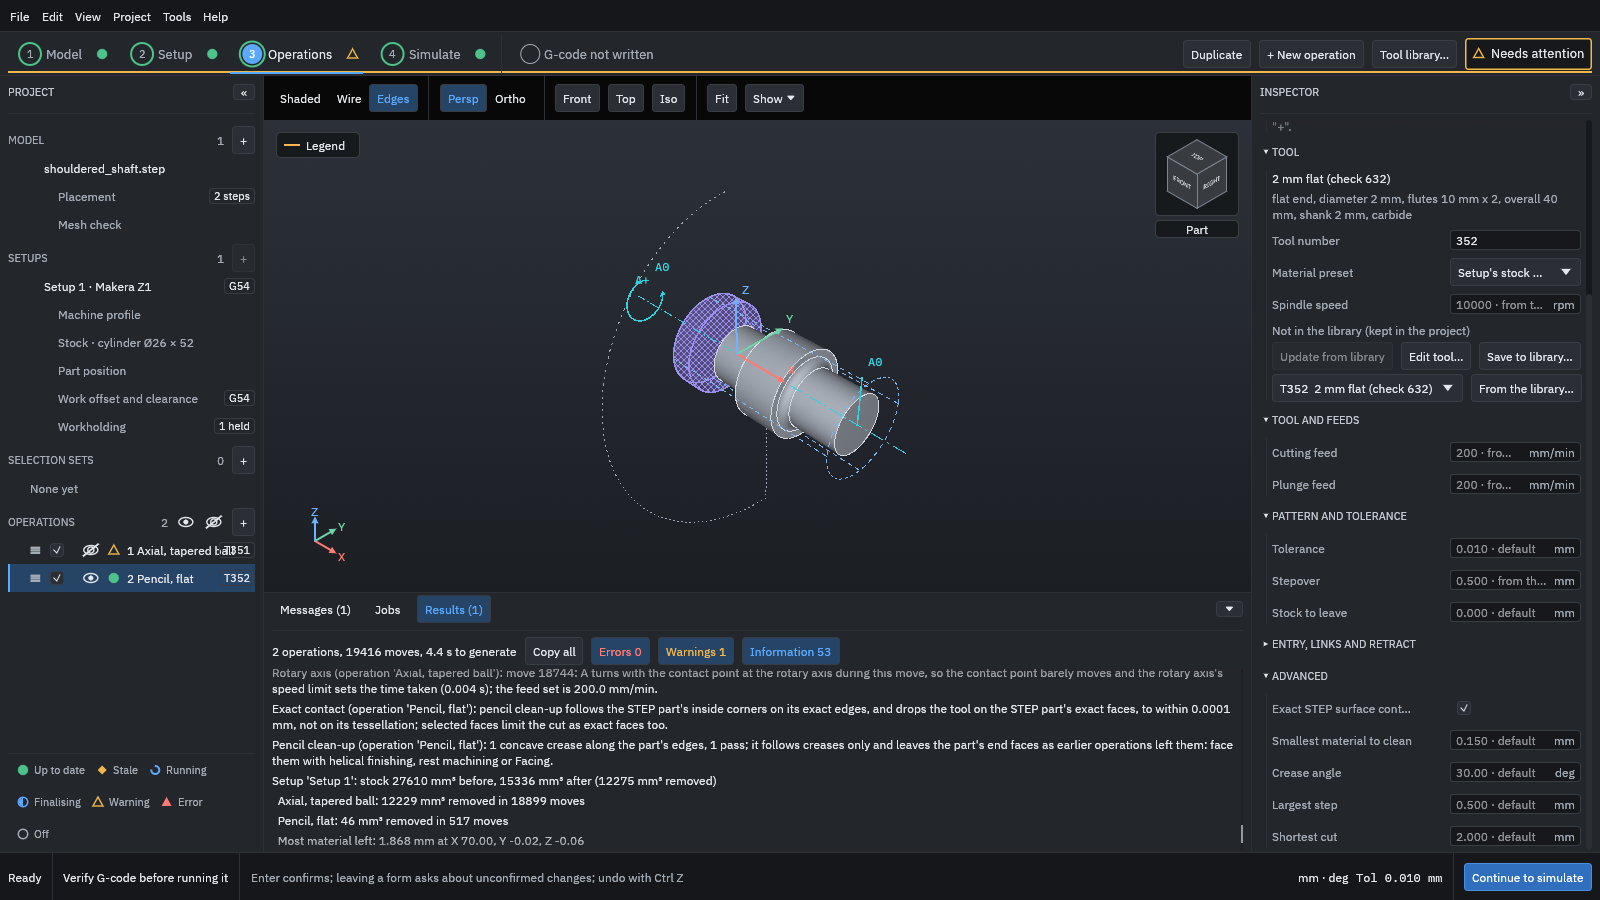 File Edit View Project Tools Help
1 Model 2 Setup 3 Operations 4 Simulate G-code not written Duplicate + New operation Tool library... Needs attention
PROJECT «
MODEL 1 +
shouldered_shaft.step
Placement 2 steps
Mesh check
SETUPS 1 +
Setup 1 · Makera Z1 G54
Machine profile
Stock · cylinder Ø26 × 52
Part position
Work offset and clearance G54
Workholding 1 held
SELECTION SETS 0 +
None yet
OPERATIONS 2 +
1 Axial, tapered ball T351
2 Pencil, flat T352
Up to date Stale Running
Finalising Warning Error
Off
Shaded Wire Edges Persp Ortho Front Top Iso Fit Show
Legend
TOP
FRONT RIGHT
Part
A0
A+
Z
Y
A0
Z
Y
X
Messages (1) Jobs Results (1)
2 operations, 19416 moves, 4.4 s to generate Copy all Errors 0 Warnings 1 Information 53
Rotary axis (operation 'Axial, tapered ball'): move 18744: A turns with the contact point at the rotary axis during this move, so the contact point barely moves and the rotary axis's
speed limit sets the time taken (0.004 s); the feed set is 200.0 mm/min.
Exact contact (operation 'Pencil, flat'): pencil clean-up follows the STEP part's inside corners on its exact edges, and drops the tool on the STEP part's exact faces, to within 0.0001
mm, not on its tessellation; selected faces limit the cut as exact faces too.
Pencil clean-up (operation 'Pencil, flat'): 1 concave crease along the part's edges, 1 pass; it follows creases only and leaves the part's end faces as earlier operations left them: face
them with helical finishing, rest machining or Facing.
Setup 'Setup 1': stock 27610 mm³ before, 15336 mm³ after (12275 mm³ removed)
Axial, tapered ball: 12229 mm³ removed in 18899 moves
Pencil, flat: 46 mm³ removed in 517 moves
Most material left: 1.868 mm at X 70.00, Y -0.02, Z -0.06
INSPECTOR »
"+".
TOOL
2 mm flat (check 632)
flat end, diameter 2 mm, flutes 10 mm x 2, overall 40
mm, shank 2 mm, carbide
Tool number 352
Material preset Setup's stock ...
Spindle speed 10000 · from t... rpm
Not in the library (kept in the project)
Update from library Edit tool... Save to library...
T352 2 mm flat (check 632) From the library...
TOOL AND FEEDS
Cutting feed 200 · fro... mm/min
Plunge feed 200 · fro... mm/min
PATTERN AND TOLERANCE
Tolerance 0.010 · default mm
Stepover 0.500 · from th... mm
Stock to leave 0.000 · default mm
ENTRY, LINKS AND RETRACT
ADVANCED
Exact STEP surface cont...
Smallest material to clean 0.150 · default mm
Crease angle 30.00 · default deg
Largest step 0.500 · default mm
Shortest cut 2.000 · default mm
Ready Verify G-code before running it Enter confirms; leaving a form asks about unconfirmed changes; undo with Ctrl Z mm · deg Tol 0.010 mm Continue to simulate